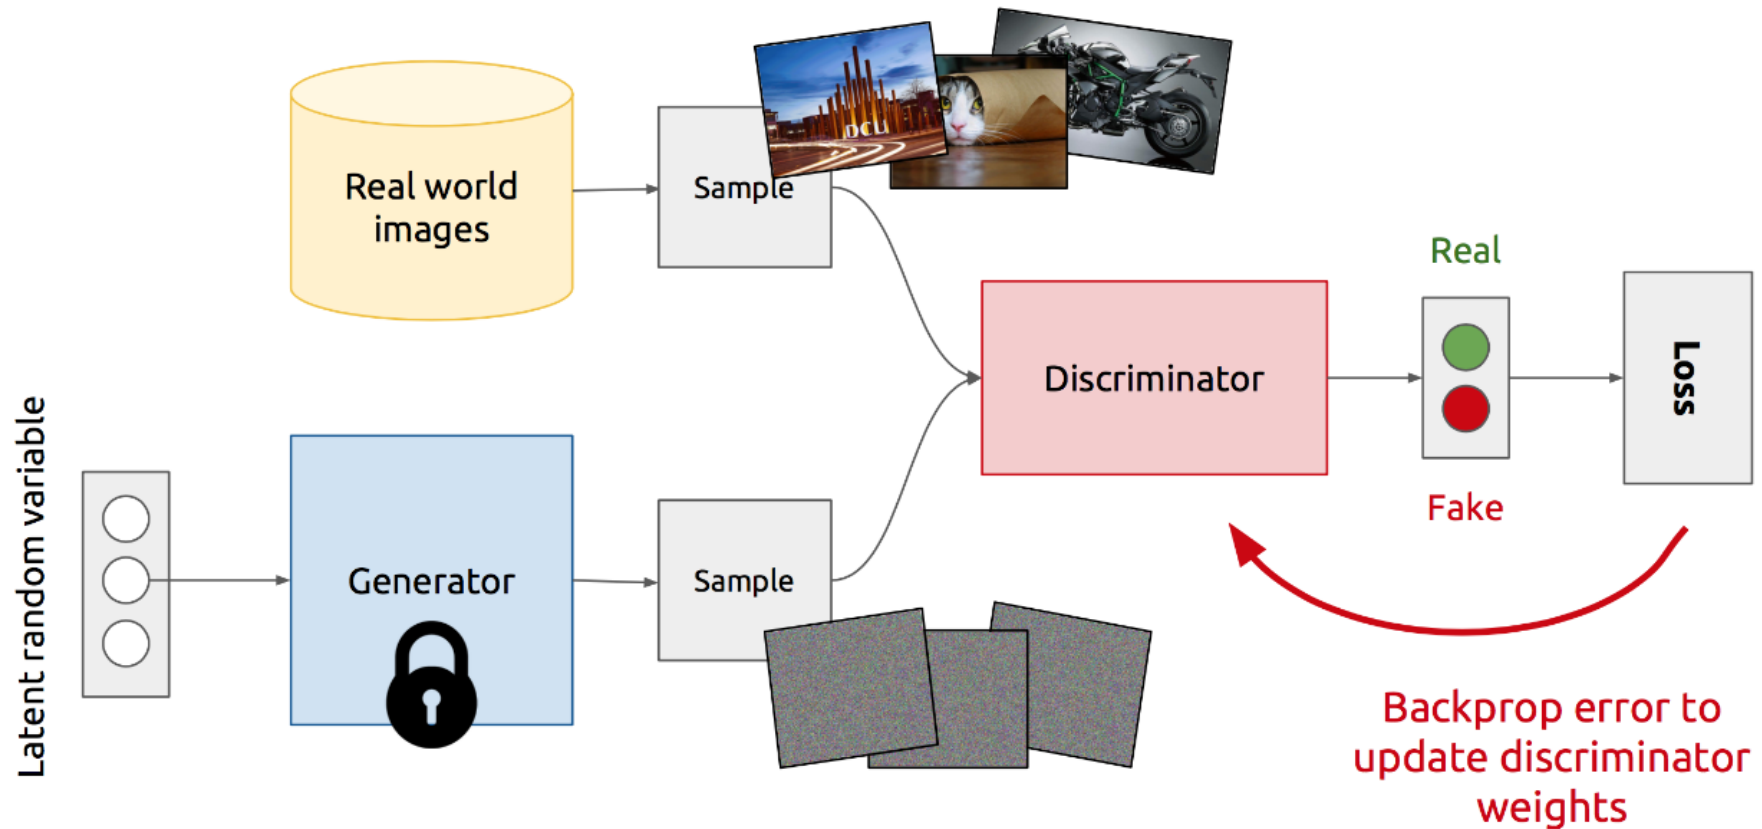 Real world
images
Sample
DCU
Real
Discriminator
Loss
Fake
Latent random variable
Generator
Sample
Backprop error to
update discriminator
weights